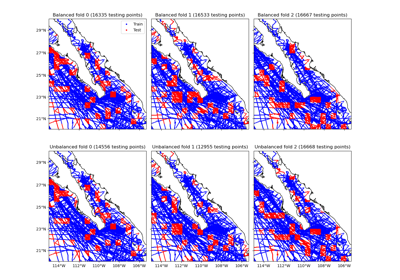 Balanced fold 0 (16335 testing points)
Balanced fold 1 (16533 testing points)
Balanced fold 2 (16667 testing points)
Train
Test
29°N
27°N
25°N
23°N
21°N
Unbalanced fold 0 (14556 testing points)
Unbalanced fold 1 (12955 testing points)
Unbalanced fold 2 (16668 testing points)
29°N
27°N
25°N
23°N
21°N
114°W 112°W 110°W 108°W 106°W 114°W 112°W 110°W 108°W 106°W 114°W 112°W 110°W 108°W 106°W